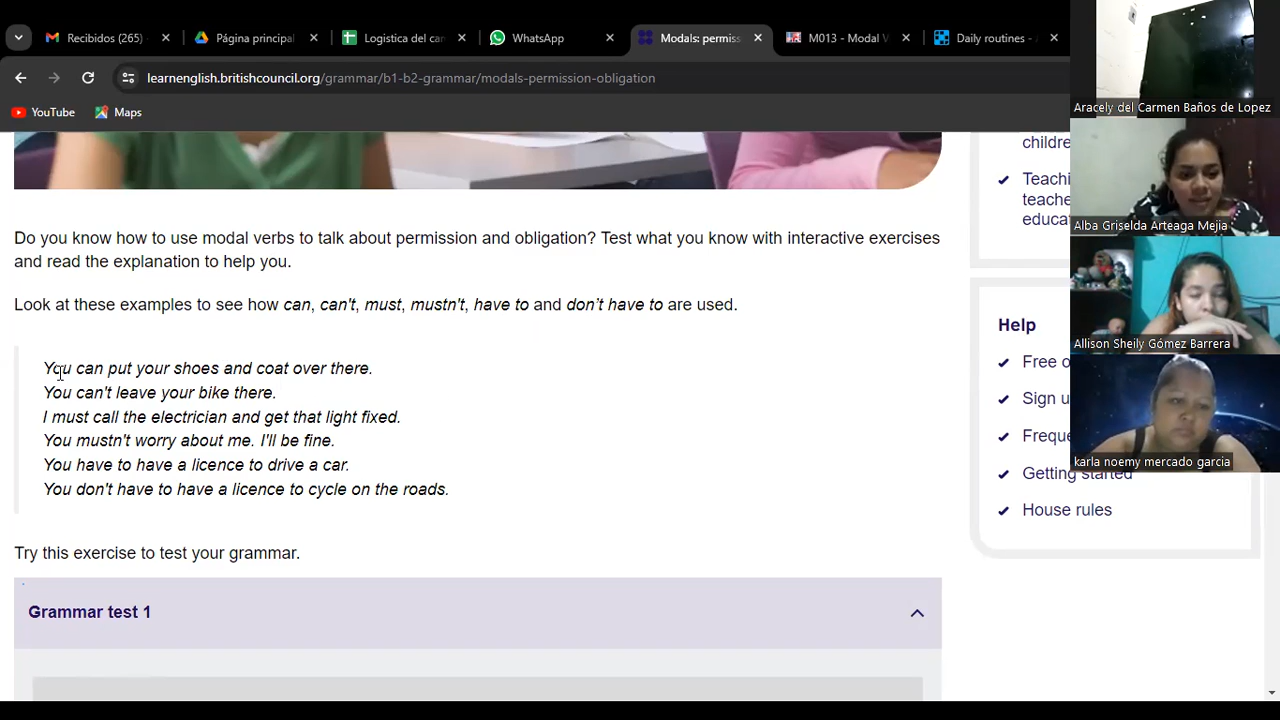 Recibidos (265)
Página principal
Logistica del car
WhatsApp
Modals: permiss
M013 - Modal V
Daily routines - A
learnenglish.britishcouncil.org/grammar/b1-b2-grammar/modals-permission-obligation
YouTube
Maps
Do you know how to use modal verbs to talk about permission and obligation? Test what you know with interactive exercises
and read the explanation to help you.
Look at these examples to see how can, can't, must, mustn't, have to and don't have to are used.
You can put your shoes and coat over there.
You can't leave your bike there.
I must call the electrician and get that light fixed.
You mustn't worry about me. I'll be fine.
You have to have a licence to drive a car.
You don't have to have a licence to cycle on the roads.
Try this exercise to test your grammar.
Grammar test 1
childre
Teachi
teache
educat
Help
Free o
Sign u
Freque
Getting started
House rules
Aracely del Carmen Baños de Lopez
Alba Griselda Arteaga Mejia
Allison Sheily Gómez Barrera
karla noemy mercado garcia